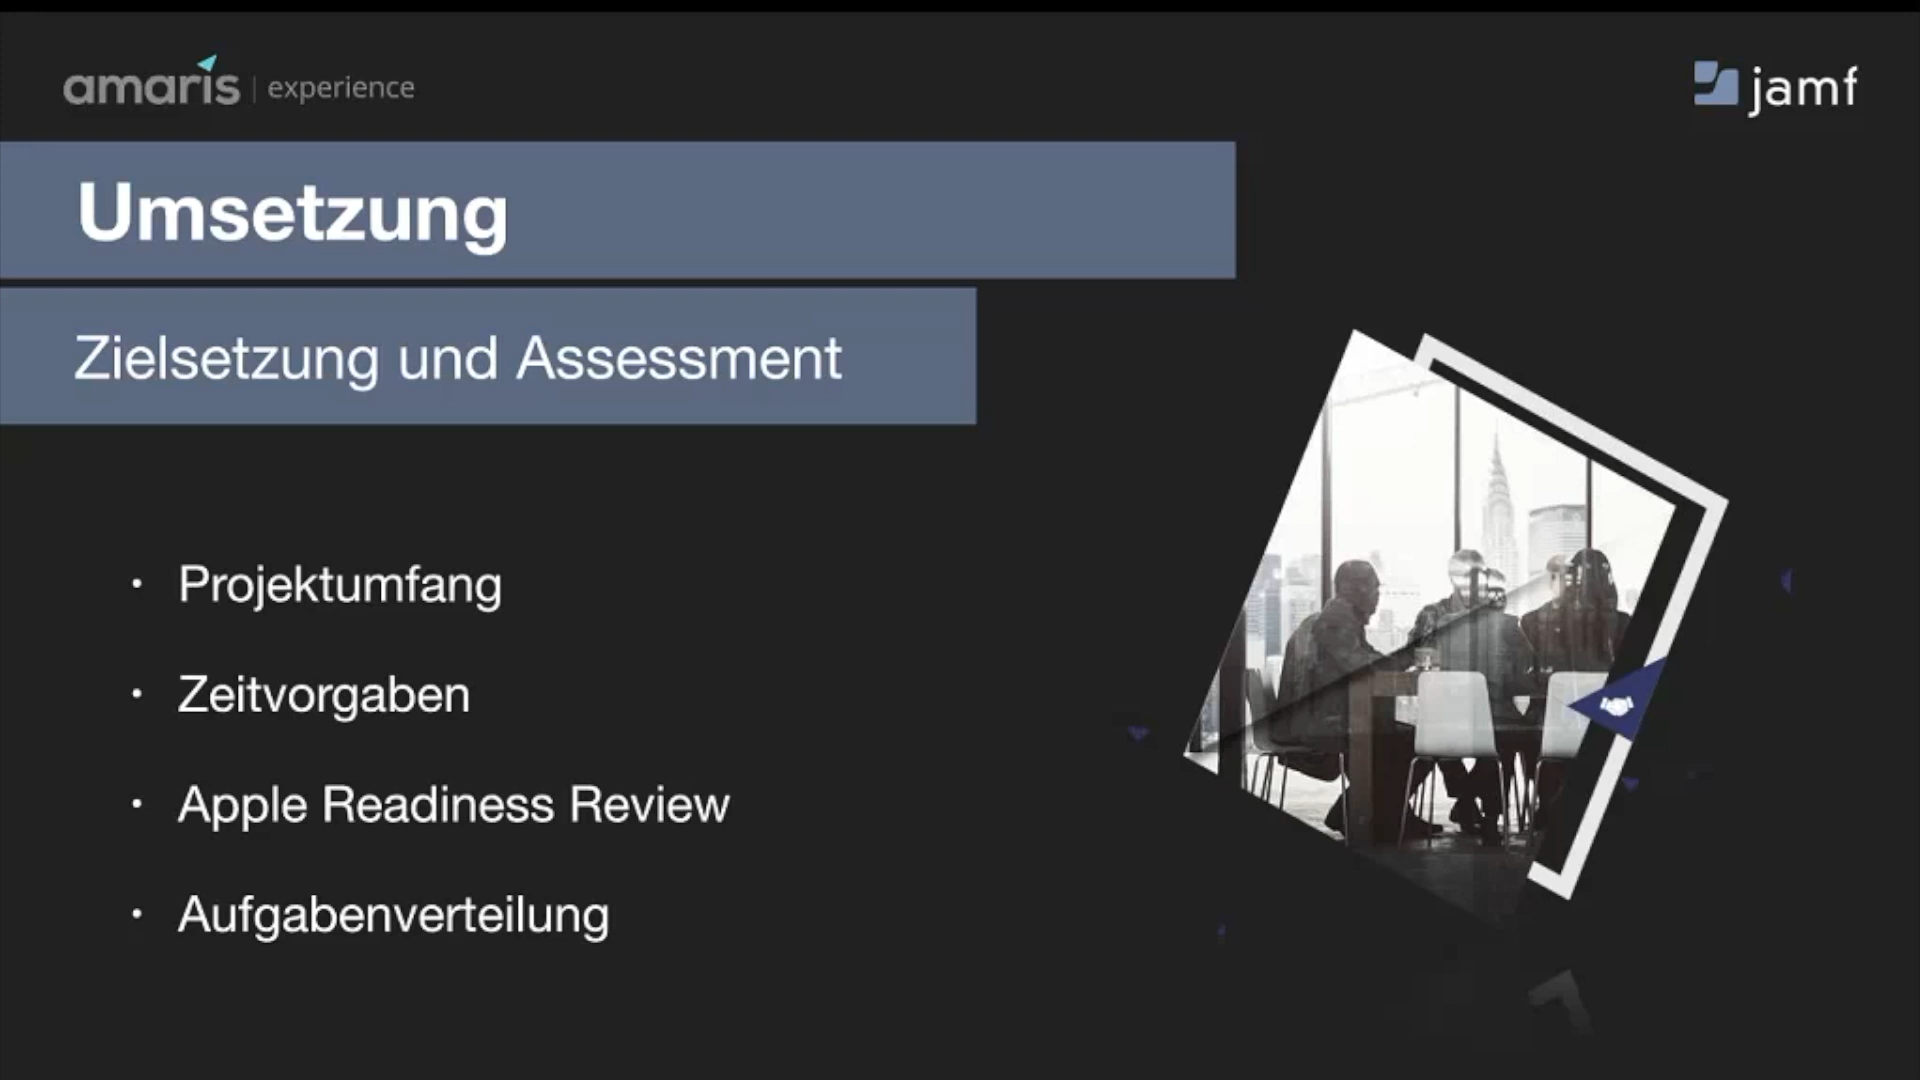 amaris | experience
jamf
Umsetzung
Zielsetzung und Assessment
· Projektumfang
· Zeitvorgaben
· Apple Readiness Review
· Aufgabenverteilung